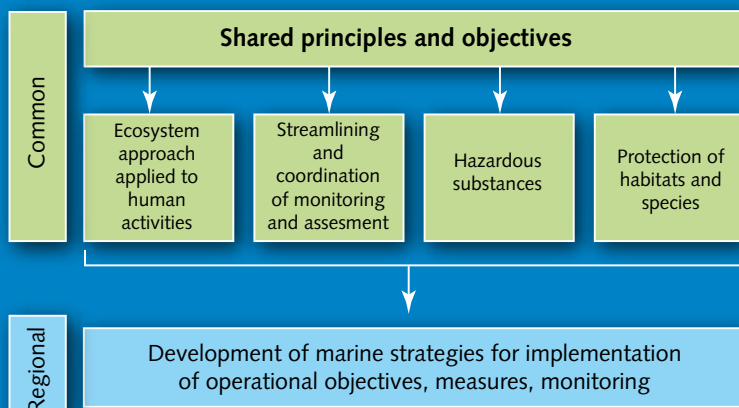 Common
Shared principles and objectives
Ecosystem
approach
applied to
human
activities
Streamlining
and
coordination
of monitoring
and assesment
Hazardous
substances
Protection of
habitats and
species
Regional
Development of marine strategies for implementation
of operational objectives, measures, monitoring